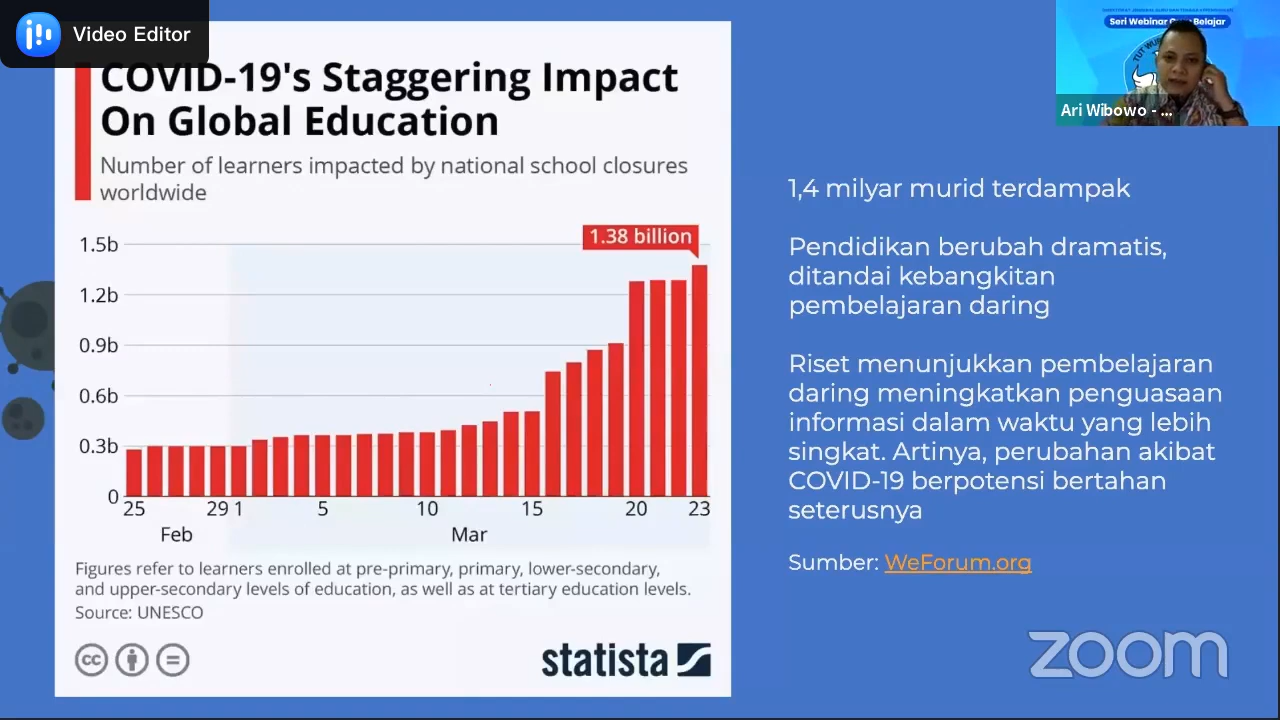 Video Editor
COVID-19's Staggering Impact
On Global Education
Number of learners impacted by national school closures
worldwide
1.38 billion
1.5b
1.2b
0.9b
0.6b
0.3b
0
25 29 1 5 10 15 20 23
Feb Mar
Figures refer to learners enrolled at pre-primary, primary, lower-secondary,
and upper-secondary levels of education, as well as at tertiary education levels.
Source: UNESCO
cc
statista
Seri Webinar Guru Belajar
TUT WURI
Ari Wibowo - ...
1,4 milyar murid terdampak
Pendidikan berubah dramatis,
ditandai kebangkitan
pembelajaran daring
Riset menunjukkan pembelajaran
daring meningkatkan penguasaan
informasi dalam waktu yang lebih
singkat. Artinya, perubahan akibat
COVID-19 berpotensi bertahan
seterusnya
Sumber: WeForum.org
zoom